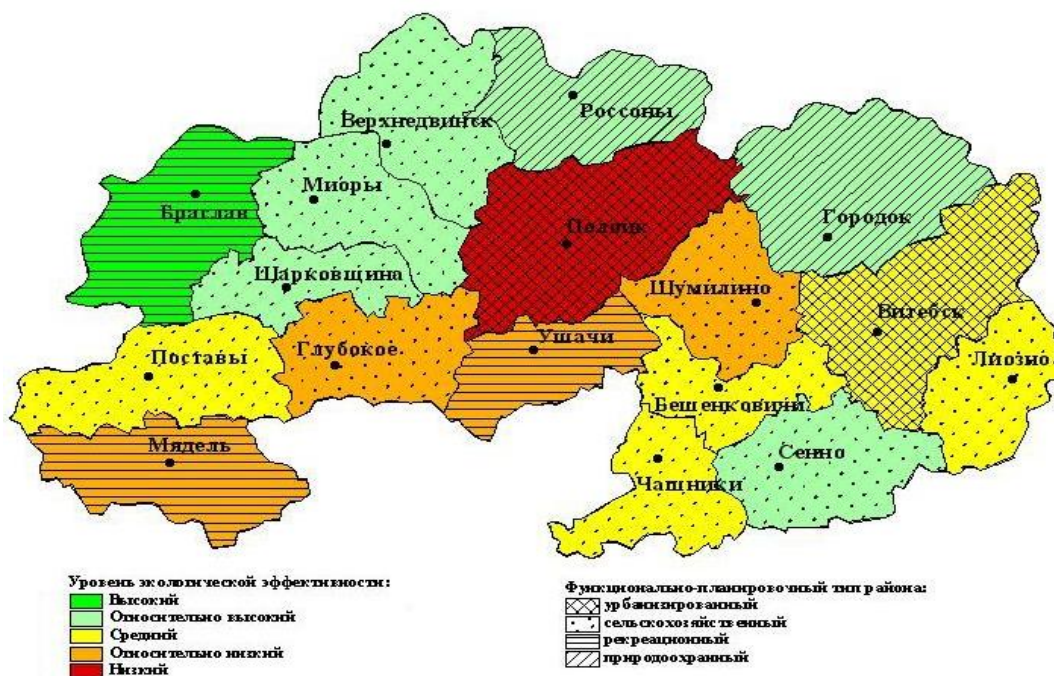 Россоны
Верхнедвинск
Миоры
Браслав
Полоцк
Городок
Шарковщина
Шумилино
Витебск
Ушачи
Поставы
Глубокое
Лиозно
Бешенковичи
Мядель
Сенно
Чашники
Уровень экологической эффективности:
Высокий
Относительно высокий
Средний
Относительно низкий
Низкий
Функционально-планировочный тип района:
урбанизированный
сельскохозяйственный
рекреационный
природоохранный